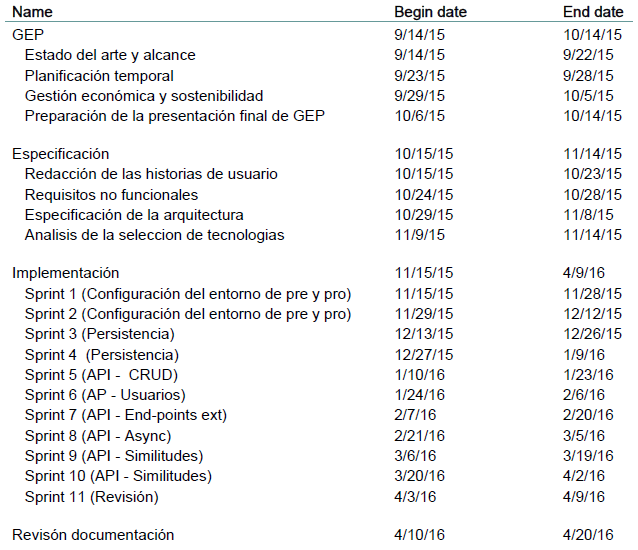 Name Begin date End date
GEP 9/14/15 10/14/15
Estado del arte y alcance 9/14/15 9/22/15
Planificación temporal 9/23/15 9/28/15
Gestión económica y sostenibilidad 9/29/15 10/5/15
Preparación de la presentación final de GEP 10/6/15 10/14/15
Especificación 10/15/15 11/14/15
Redacción de las historias de usuario 10/15/15 10/23/15
Requisitos no funcionales 10/24/15 10/28/15
Especificación de la arquitectura 10/29/15 11/8/15
Analisis de la seleccion de tecnologias 11/9/15 11/14/15
Implementación 11/15/15 4/9/16
Sprint 1 (Configuración del entorno de pre y pro) 11/15/15 11/28/15
Sprint 2 (Configuración del entorno de pre y pro) 11/29/15 12/12/15
Sprint 3 (Persistencia) 12/13/15 12/26/15
Sprint 4 (Persistencia) 12/27/15 1/9/16
Sprint 5 (API - CRUD) 1/10/16 1/23/16
Sprint 6 (AP - Usuarios) 1/24/16 2/6/16
Sprint 7 (API - End-points ext) 2/7/16 2/20/16
Sprint 8 (API - Async) 2/21/16 3/5/16
Sprint 9 (API - Similitudes) 3/6/16 3/19/16
Sprint 10 (API - Similitudes) 3/20/16 4/2/16
Sprint 11 (Revisión) 4/3/16 4/9/16
Revisón documentación 4/10/16 4/20/16